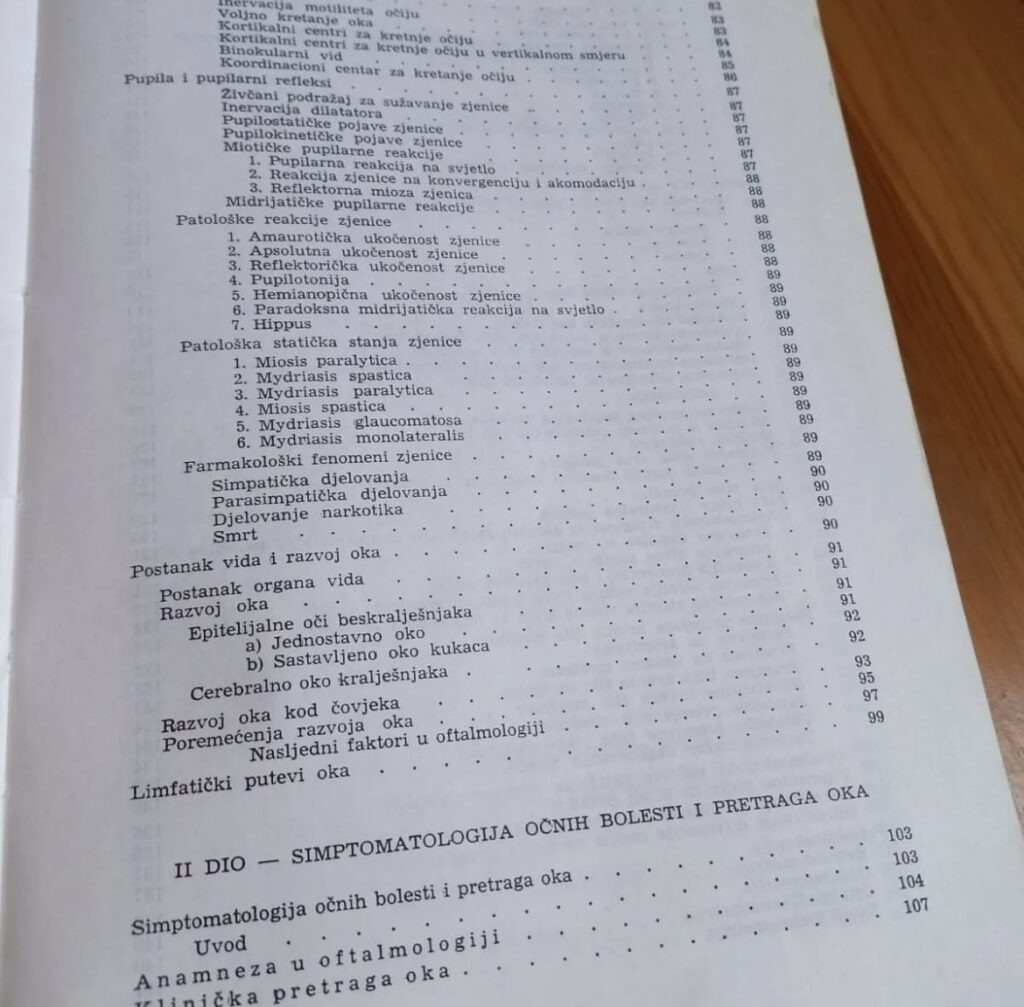 Inervacija motiliteta očiju . . . 83
Voljno kretanje oka . . . 83
Kortikalni centri za kretnje očiju . . . 84
Kortikalni centri za kretnje očiju u vertikalnom smjeru . . . 84
Binokularni vid . . . 85
Koordinacioni centar za kretanje očiju . . . 86
Pupila i pupilarni refleksi . . . 87
Živčani podražaj za sužavanje zjenice . . . 87
Inervacija dilatatora . . . 87
Pupilostatičke pojave zjenice . . . 87
Pupilokinetičke pojave zjenice . . . 87
Miotičke pupilarne reakcije . . . 87
1. Pupilarna reakcija na svjetlo . . . 87
2. Reakcija zjenice na konvergenciju i akomodaciju . . . 88
3. Reflektorna mioza zjenica . . . 88
Midrijatičke pupilarne reakcije . . . 88
Patološke reakcije zjenice . . . 88
1. Amaurotička ukočenost zjenice . . . 88
2. Apsolutna ukočenost zjenice . . . 88
3. Reflektorička ukočenost zjenice . . . 88
4. Pupilotonija . . . 89
5. Hemianopična ukočenost zjenice . . . 89
6. Paradoksna midrijatička reakcija na svjetlo . . . 89
7. Hippus . . . 89
Patološka statička stanja zjenice . . . 89
1. Miosis paralytica . . . 89
2. Mydriasis spastica . . . 89
3. Mydriasis paralytica . . . 89
4. Miosis spastica . . . 89
5. Mydriasis glaucomatosa . . . 89
6. Mydriasis monolateralis . . . 89
Farmakološki fenomeni zjenice . . . 89
Simpatička djelovanja . . . 89
Parasimpatička djelovanja . . . 90
Djelovanje narkotika . . . 90
Smrt . . . 90
Postanak vida i razvoj oka . . . 90
Postanak organa vida . . . 91
Razvoj oka . . . 91
Epitelijalne oči beskralješnjaka . . . 91
a) Jednostavno oko . . . 91
b) Sastavljeno oko kukaca . . . 92
Cerebralno oko kralješnjaka . . . 92
Razvoj oka kod čovjeka . . . 93
Poremećenja razvoja oka . . . 95
Nasljedni faktori u oftalmologiji . . . 97
Limfatički putevi oka . . . 99
II DIO — SIMPTOMATOLOGIJA OČNIH BOLESTI I PRETRAGA OKA
Simptomatologija očnih bolesti i pretraga oka . . . 103
Uvod . . . 103
Anamneza u oftalmologiji . . . 104
Klinička pretraga oka . . . 107